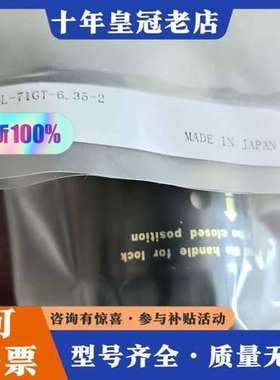 十年皇冠老店
L-71GT-6.35-2
MADE IN JAPAN
新100%
handle for lock
closed position
可
票
咨询有惊喜·参与补贴活动
型号齐全·质量无